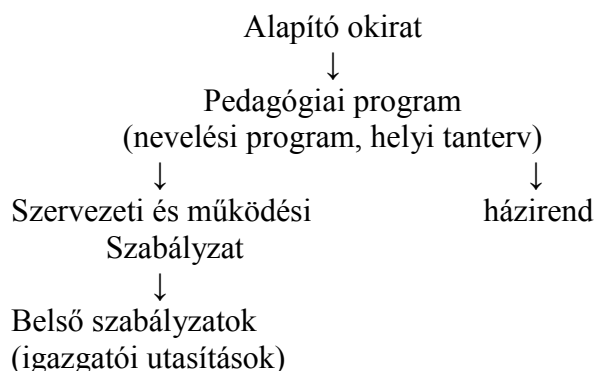 Alapító okirat
↓
Pedagógiai program
(nevelési program, helyi tanterv)
↓ ↓
Szervezeti és működési házirend
Szabályzat
↓
Belső szabályzatok
(igazgatói utasítások)